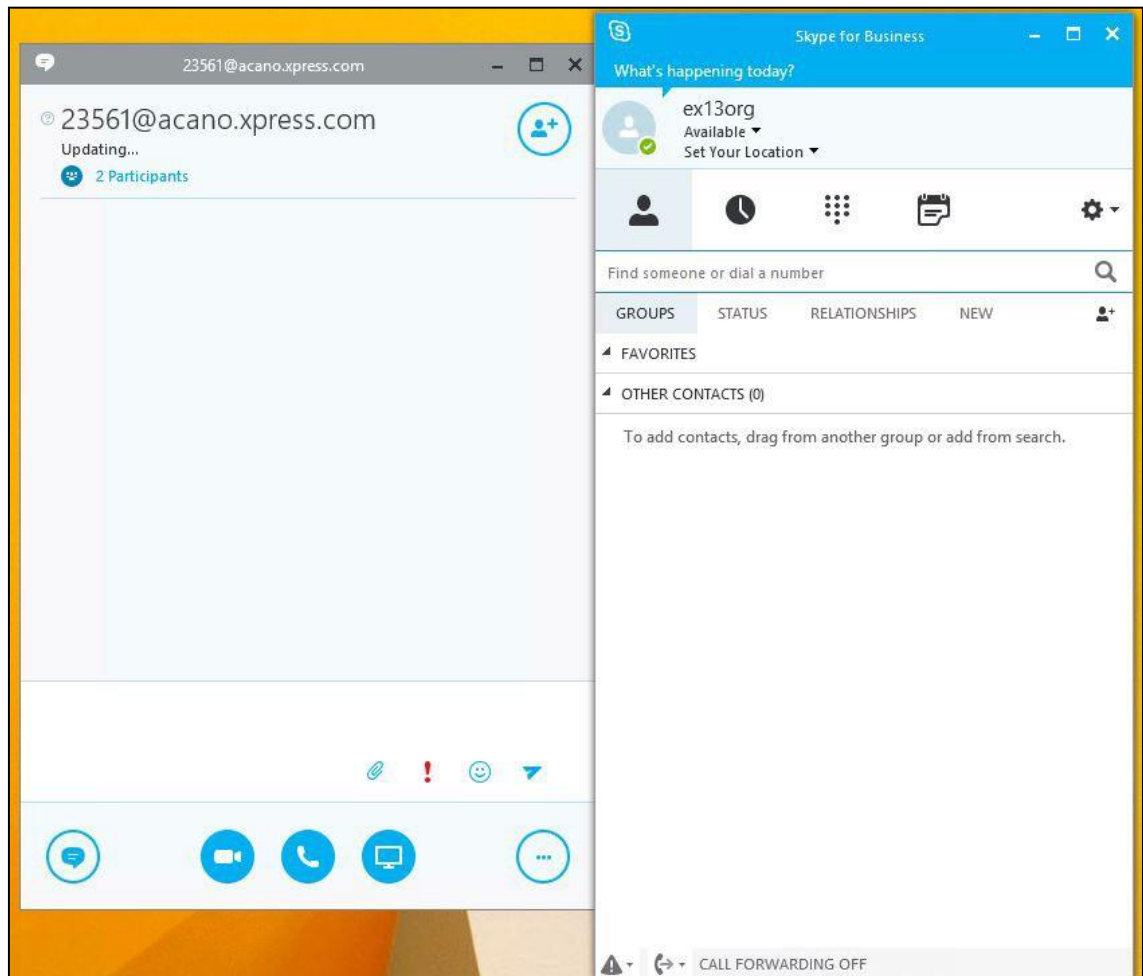 23561@acano.xpress.com
23561@acano.xpress.com
Updating...
2 Participants
Skype for Business
What's happening today?
ex13org
Available
Set Your Location
Find someone or dial a number
GROUPS STATUS RELATIONSHIPS NEW
FAVORITES
OTHER CONTACTS (0)
To add contacts, drag from another group or add from search.
CALL FORWARDING OFF